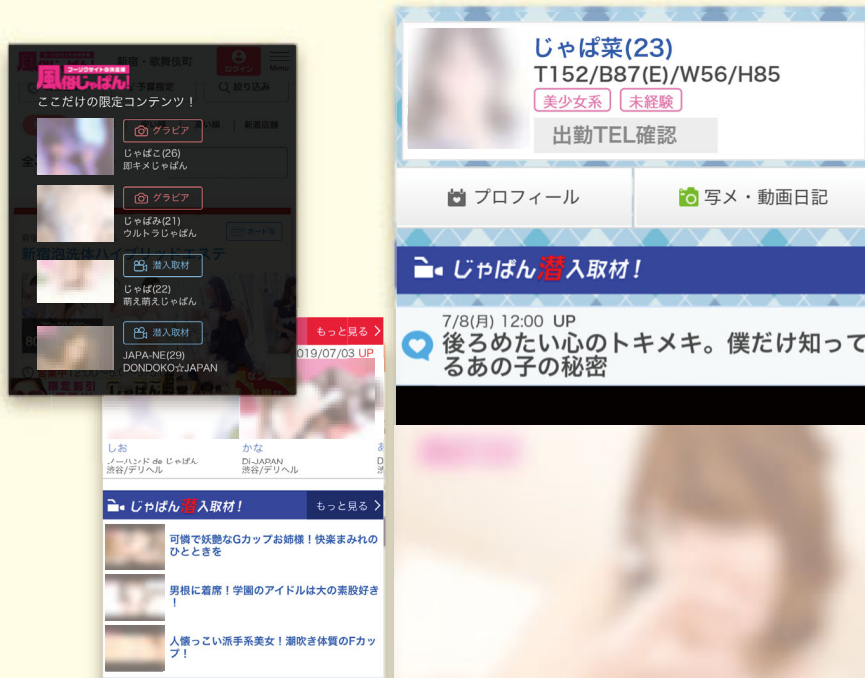 風俗じゃぱん!
ここだけの限定コンテンツ！
グラビア
じゃぱこ(26)
即キメじゃぱん
グラビア
じゃぱみ(21)
ウルトラじゃぱん
潜入取材
じゃぱ(22)
萌え萌えじゃぱん
潜入取材
JAPA-NE(29)
DONDOKO☆JAPAN
新宿・歌舞伎町
ログイン
Menu
絞り込み
新着店舗
もっと見る
019/07/03 UP
しお
ノーハンド de じゃぱん
渋谷/デリヘル
かな
Di-JAPAN
渋谷/デリヘル
じゃぱん潜入取材!
もっと見る
可憐で妖艶なGカップお姉様！快楽まみれの
ひとときを
男根に着席！学園のアイドルは大の素股好き
！
人懐っこい派手系美女！潮吹き体質のFカッ
プ！
じゃぱ菜(23)
T152/B87(E)/W56/H85
美少女系
未経験
出勤TEL確認
プロフィール
写メ・動画日記
じゃぱん潜入取材!
7/8(月) 12:00 UP
後ろめたい心のトキメキ。僕だけ知って
るあの子の秘密